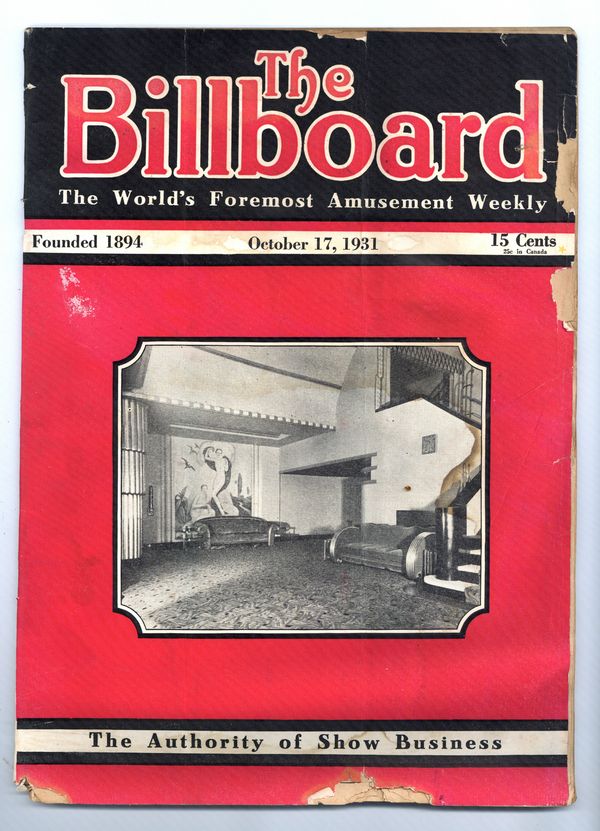 The
Billboard
The World's Foremost Amusement Weekly
Founded 1894 October 17, 1931 15 Cents
25c in Canada
The Authority of Show Business